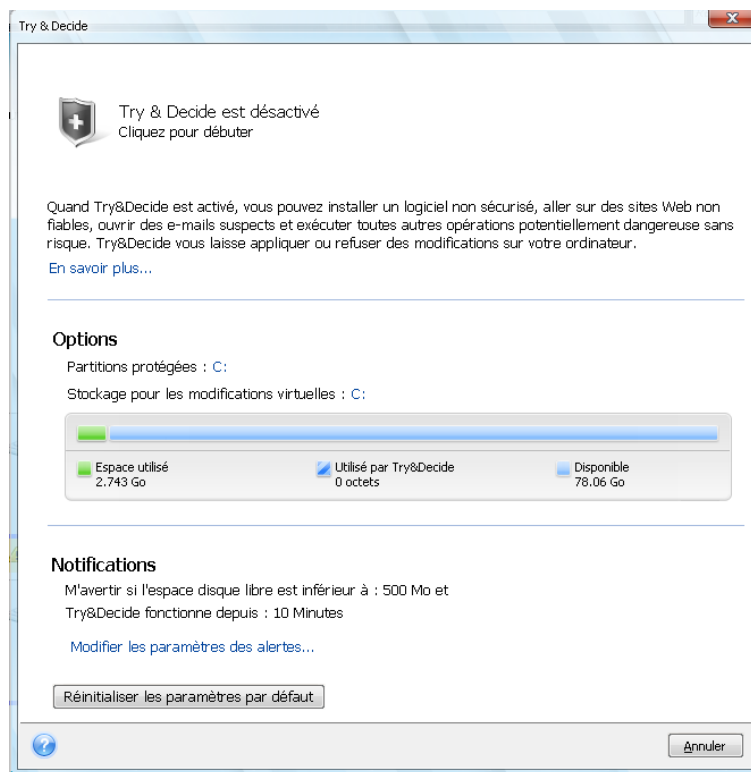 Try & Decide
Try & Decide est désactivé
Cliquez pour débuter
Quand Try&Decide est activé, vous pouvez installer un logiciel non sécurisé, aller sur des sites Web non
fiables, ouvrir des e-mails suspects et exécuter toutes autres opérations potentiellement dangereuse sans
risque. Try&Decide vous laisse appliquer ou refuser des modifications sur votre ordinateur.
En savoir plus...
Options
Partitions protégées : C:
Stockage pour les modifications virtuelles : C:
Espace utilisé
2.743 Go
Utilisé par Try&Decide
0 octets
Disponible
78.06 Go
Notifications
M'avertir si l'espace disque libre est inférieur à : 500 Mo et
Try&Decide fonctionne depuis : 10 Minutes
Modifier les paramètres des alertes...
Réinitialiser les paramètres par défaut
Annuler